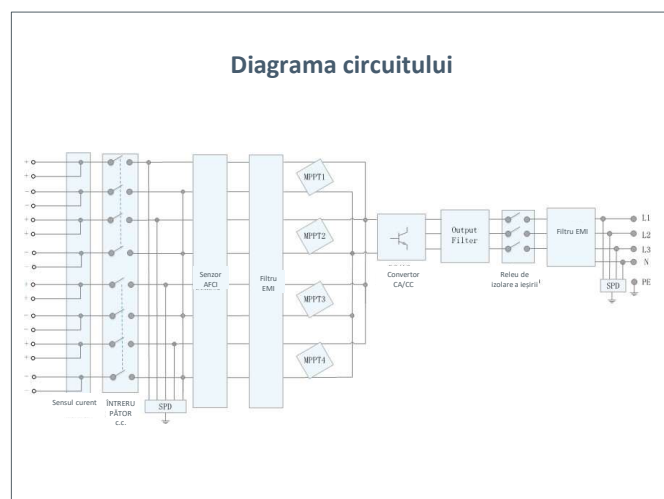 Diagrama circuitului
+
+
−
−
+
+
−
−
+
+
−
−
+
+
−
−
Sensul curent
ÎNTRERU
PĂTOR
c.c.
SPD
Senzor
AFCI
Filtru
EMI
MPPT1
MPPT2
MPPT3
MPPT4
Convertor
CA/CC
Output
Filter
Releu de
izolare a ieșirii
Filtru EMI
SPD
L1
L2
L3
N
PE